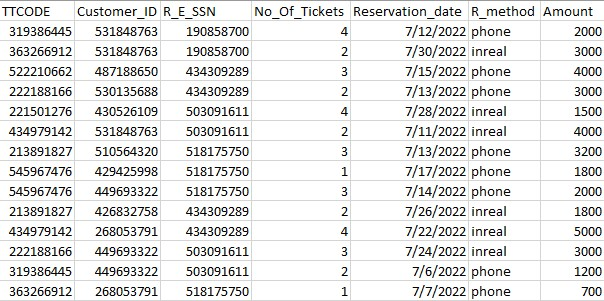 TTCODE Customer_ID R_E_SSN No_Of_Tickets Reservation_date R_method Amount
319386445 531848763 190858700 4 7/12/2022 phone 2000
363266912 531848763 190858700 2 7/30/2022 inreal 3000
522210662 487188650 434309289 3 7/15/2022 phone 4000
222188166 530135688 434309289 2 7/13/2022 phone 3000
221501276 430526109 503091611 4 7/28/2022 inreal 1500
434979142 531848763 503091611 2 7/11/2022 inreal 4000
213891827 510564320 518175750 3 7/13/2022 phone 3200
545967476 429425998 518175750 1 7/17/2022 phone 1800
545967476 449693322 518175750 3 7/14/2022 phone 2000
213891827 426832758 434309289 2 7/26/2022 inreal 1800
434979142 268053791 434309289 4 7/22/2022 inreal 5000
222188166 449693322 503091611 3 7/24/2022 inreal 3000
319386445 449693322 503091611 2 7/6/2022 phone 1200
363266912 268053791 518175750 1 7/7/2022 phone 700